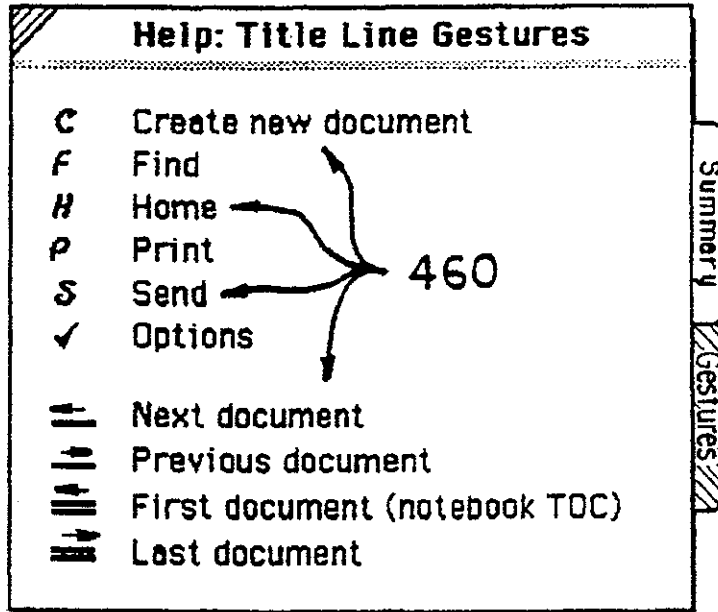 Help: Title Line Gestures
C Create new document
F Find
H Home
P Print
S Send
✓ Options
460
Next document
Previous document
First document (notebook TOC)
Last document
Summary
Gestures